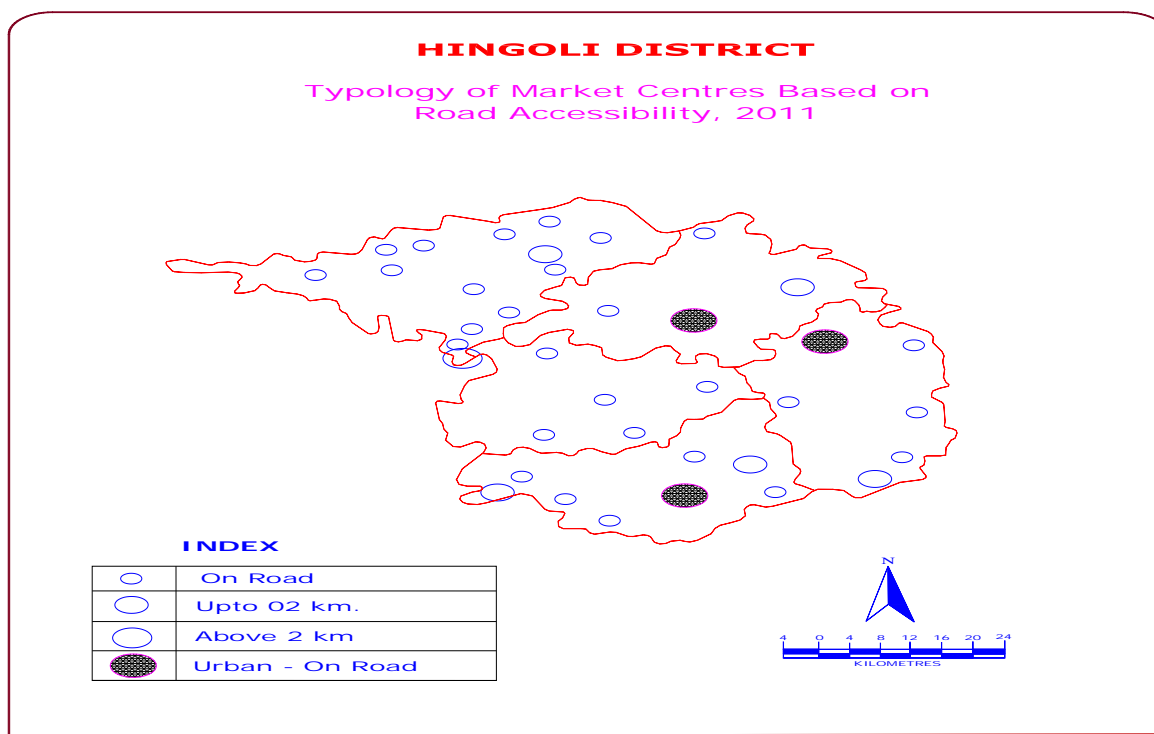 HINGOLI DISTRICT
Typology of Market Centres Based on
Road Accessibility, 2011
INDEX
On Road
Upto 02 km.
Above 2 km
Urban - On Road
N
4 0 4 8 12 16 20 24
KILOMETRES